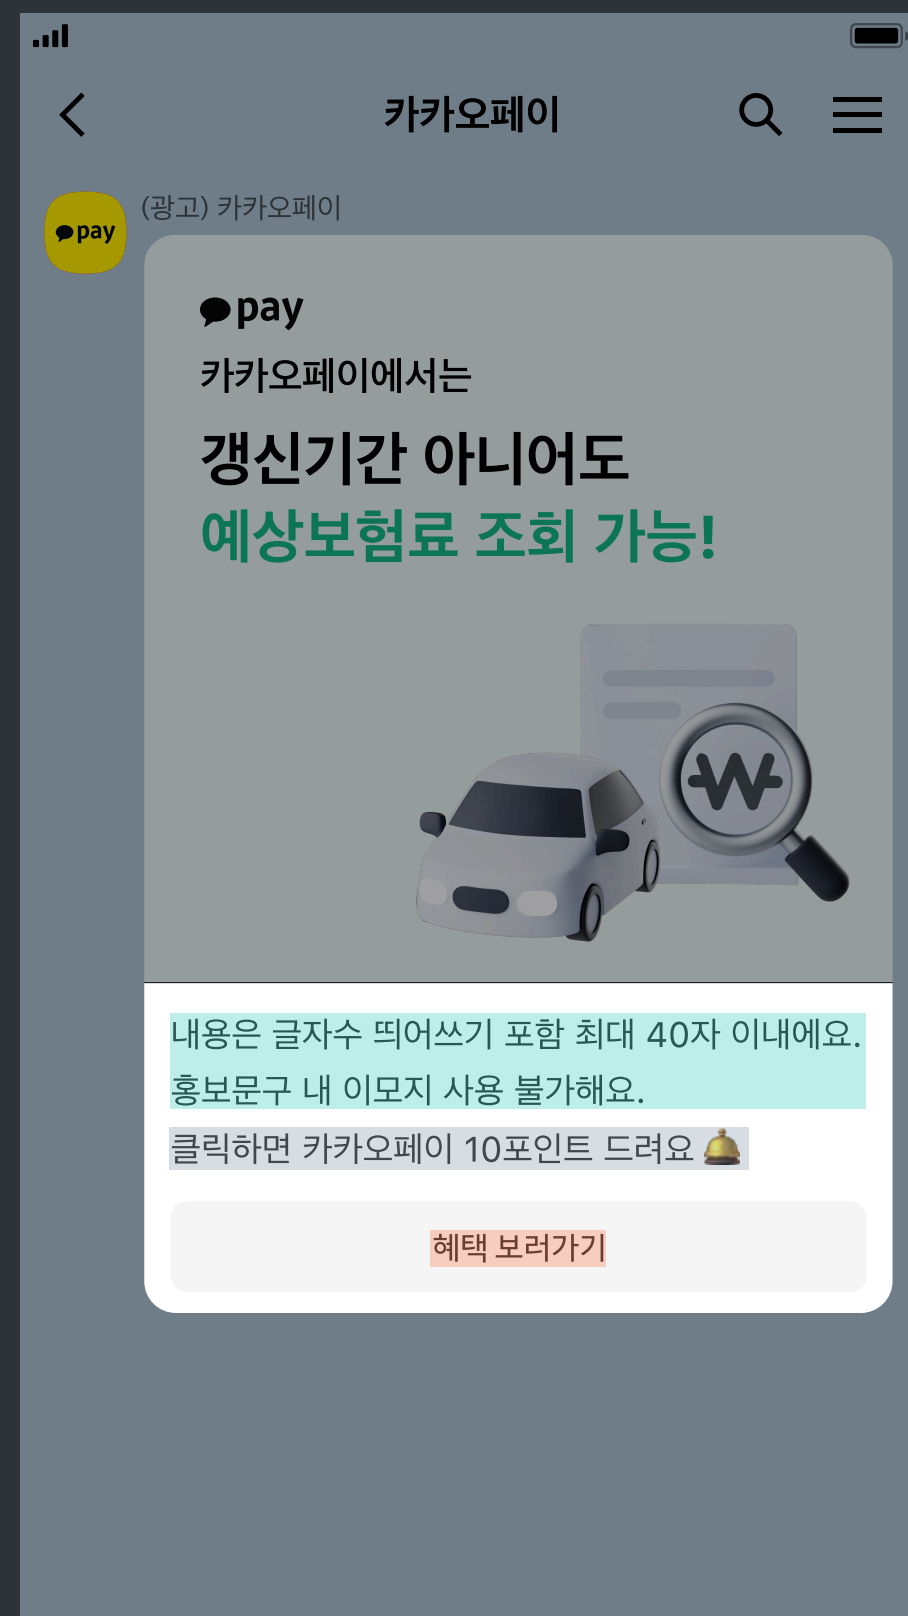 카카오페이
pay
(광고) 카카오페이
pay
카카오페이에서는
갱신기간 아니어도
예상보험료 조회 가능!
₩
내용은 글자수 띄어쓰기 포함 최대 40자 이내에요.
홍보문구 내 이모지 사용 불가해요.
클릭하면 카카오페이 10포인트 드려요
혜택 보러가기